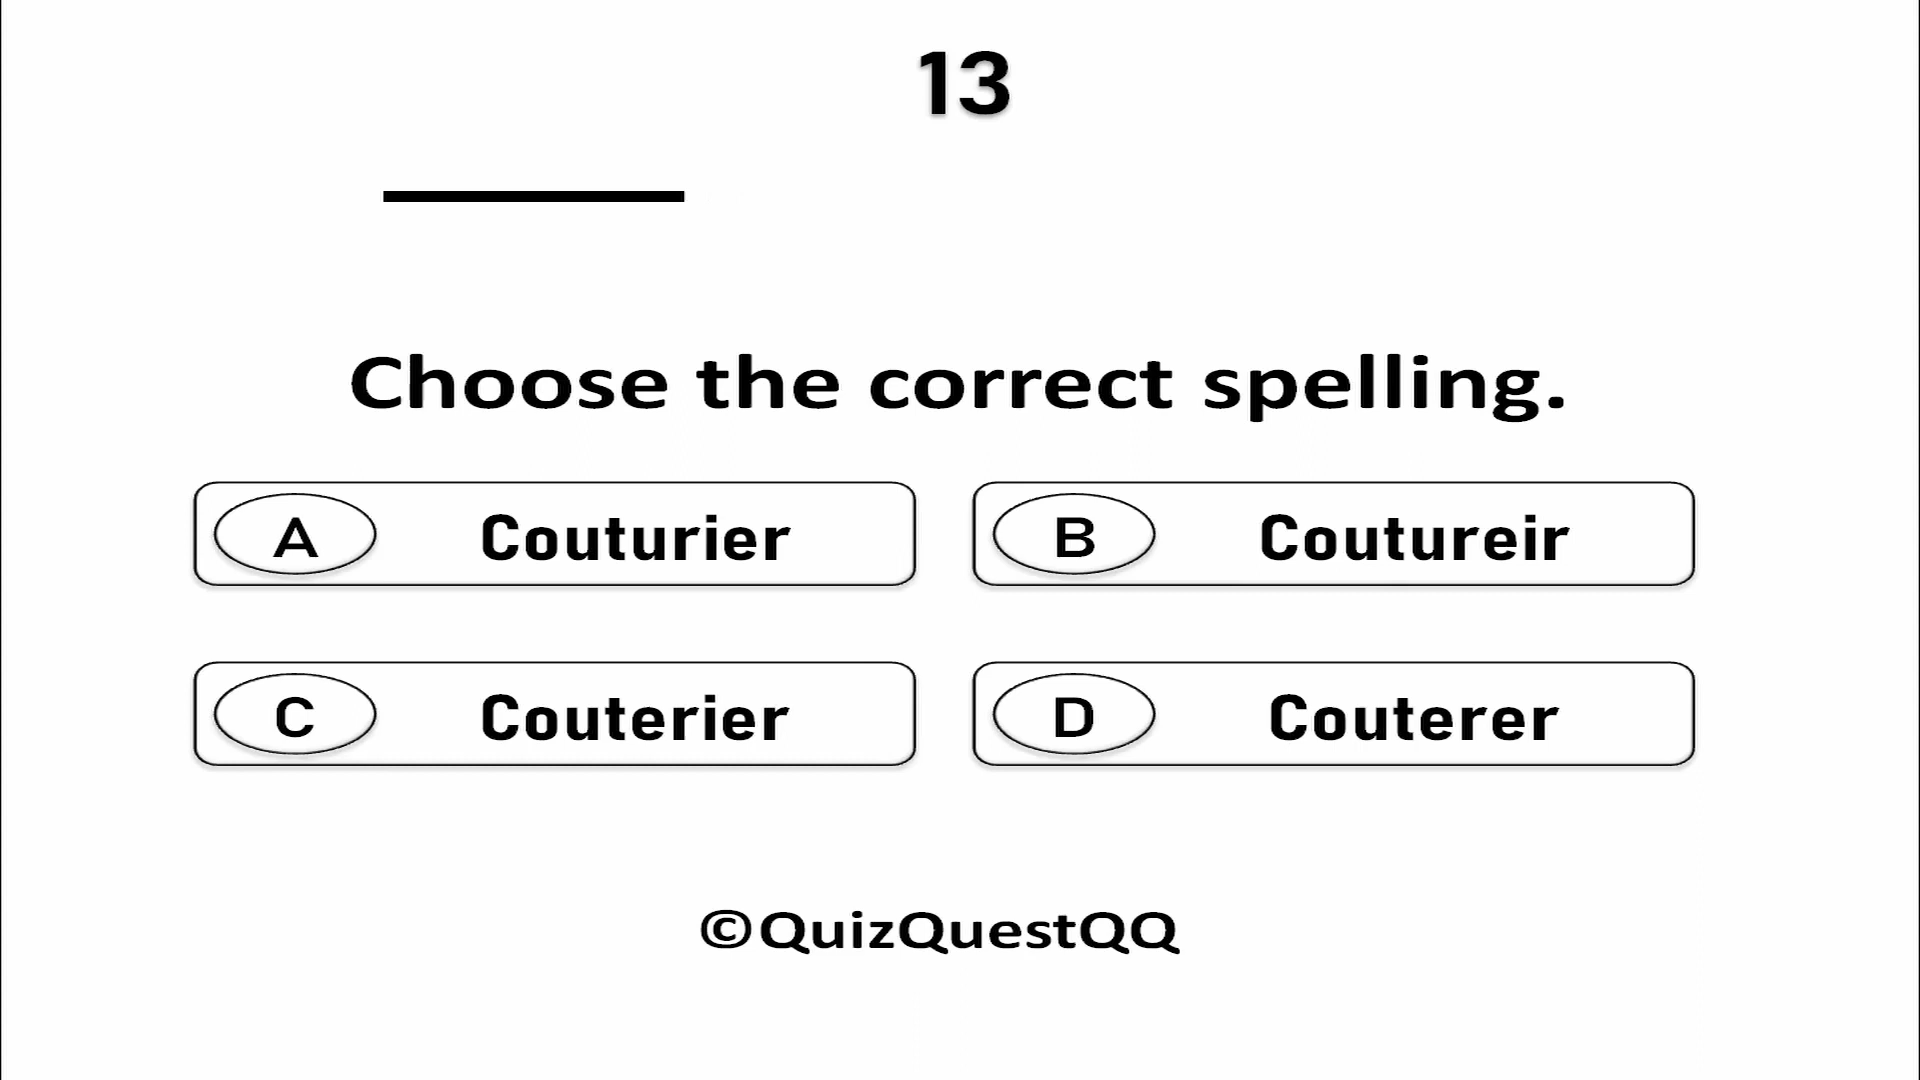 13
Choose the correct spelling.
A Couturier
B Coutureir
C Couterier
D Couterer
©QuizQuestQQ